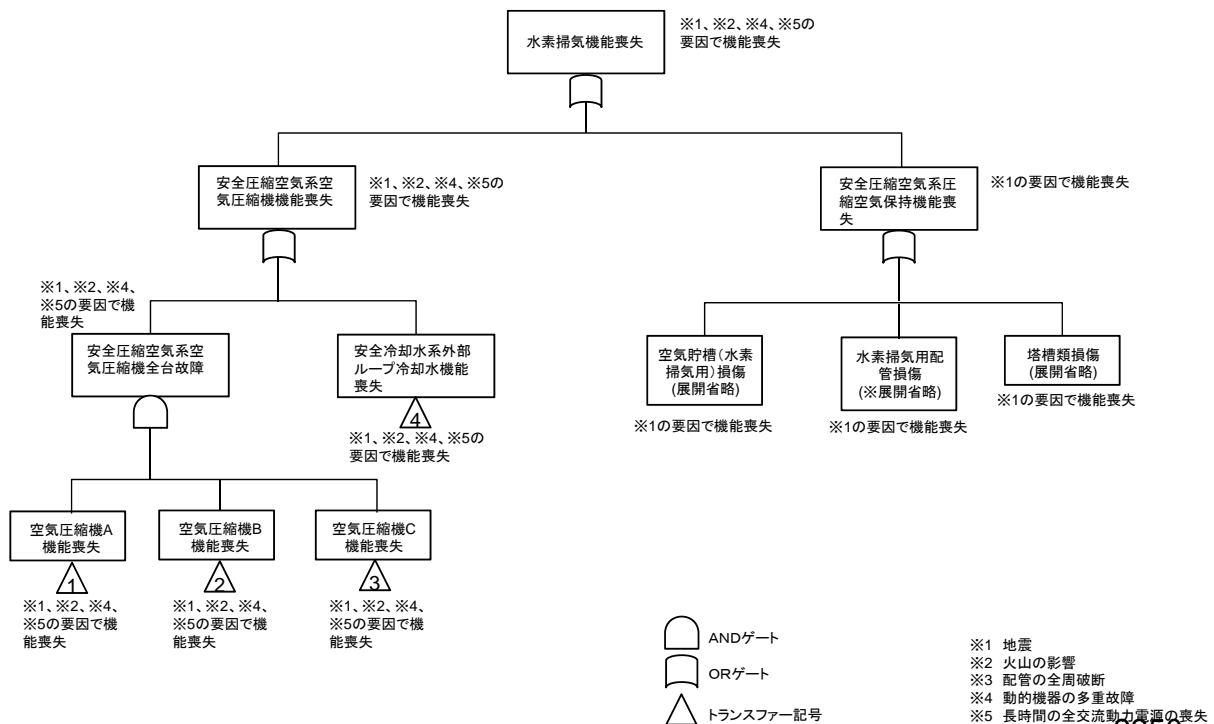 水素掃気機能喪失
※1、※2、※4、※5の
要因で機能喪失
安全圧縮空気系空
気圧縮機機能喪失
※1、※2、※4、※5の
要因で機能喪失
安全圧縮空気系圧
縮空気保持機能喪
失
※1の要因で機能喪失
※1、※2、※4、
※5の要因で機
能喪失
安全圧縮空気系空
気圧縮機全台故障
安全冷却水系外部
ループ冷却水機能
喪失
4
※1、※2、※4、※5の
要因で機能喪失
空気貯槽(水素
掃気用)損傷
(展開省略)
※1の要因で機能喪失
水素掃気用配
管損傷
(※展開省略)
※1の要因で機能喪失
塔槽類損傷
(展開省略)
※1の要因で機能喪失
空気圧縮機A
機能喪失
1
※1、※2、※4、
※5の要因で機
能喪失
空気圧縮機B
機能喪失
2
※1、※2、※4、
※5の要因で機
能喪失
空気圧縮機C
機能喪失
3
※1、※2、※4、
※5の要因で機
能喪失
ANDゲート
ORゲート
トランスファー記号
※1 地震
※2 火山の影響
※3 配管の全周破断
※4 動的機器の多重故障
※5 長時間の全交流動力電源の喪失